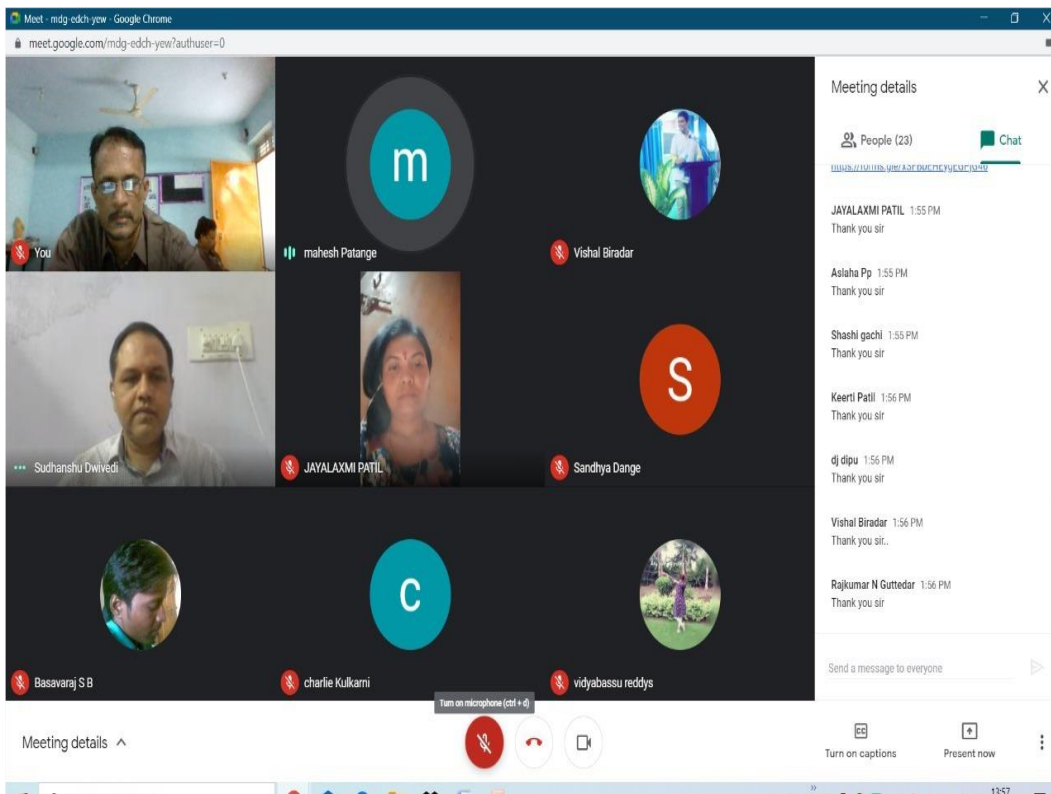 Meet - mdg-edch-yew - Google Chrome
meet.google.com/mdg-edch-yew?authuser=0
You
m
mahesh Patange
Vishal Biradar
Sudhanshu Dwivedi
JAYALAXMI PATIL
S
Sandhya Dange
Basavaraj S B
c
charlie Kulkarni
vidyabassu reddys
Meeting details
People (23)
Chat
JAYALAXMI PATIL 1:55 PM
Thank you sir
Aslaha Pp 1:55 PM
Thank you sir
Shashi gachi 1:55 PM
Thank you sir
Keerti Patil 1:56 PM
Thank you sir
dj dipu 1:56 PM
Thank you sir
Vishal Biradar 1:56 PM
Thank you sir..
Rajkumar N Guttedar 1:56 PM
Thank you sir
Send a message to everyone
Turn on microphone (ctrl + d)
Meeting details
CC
Turn on captions
Present now
13:57